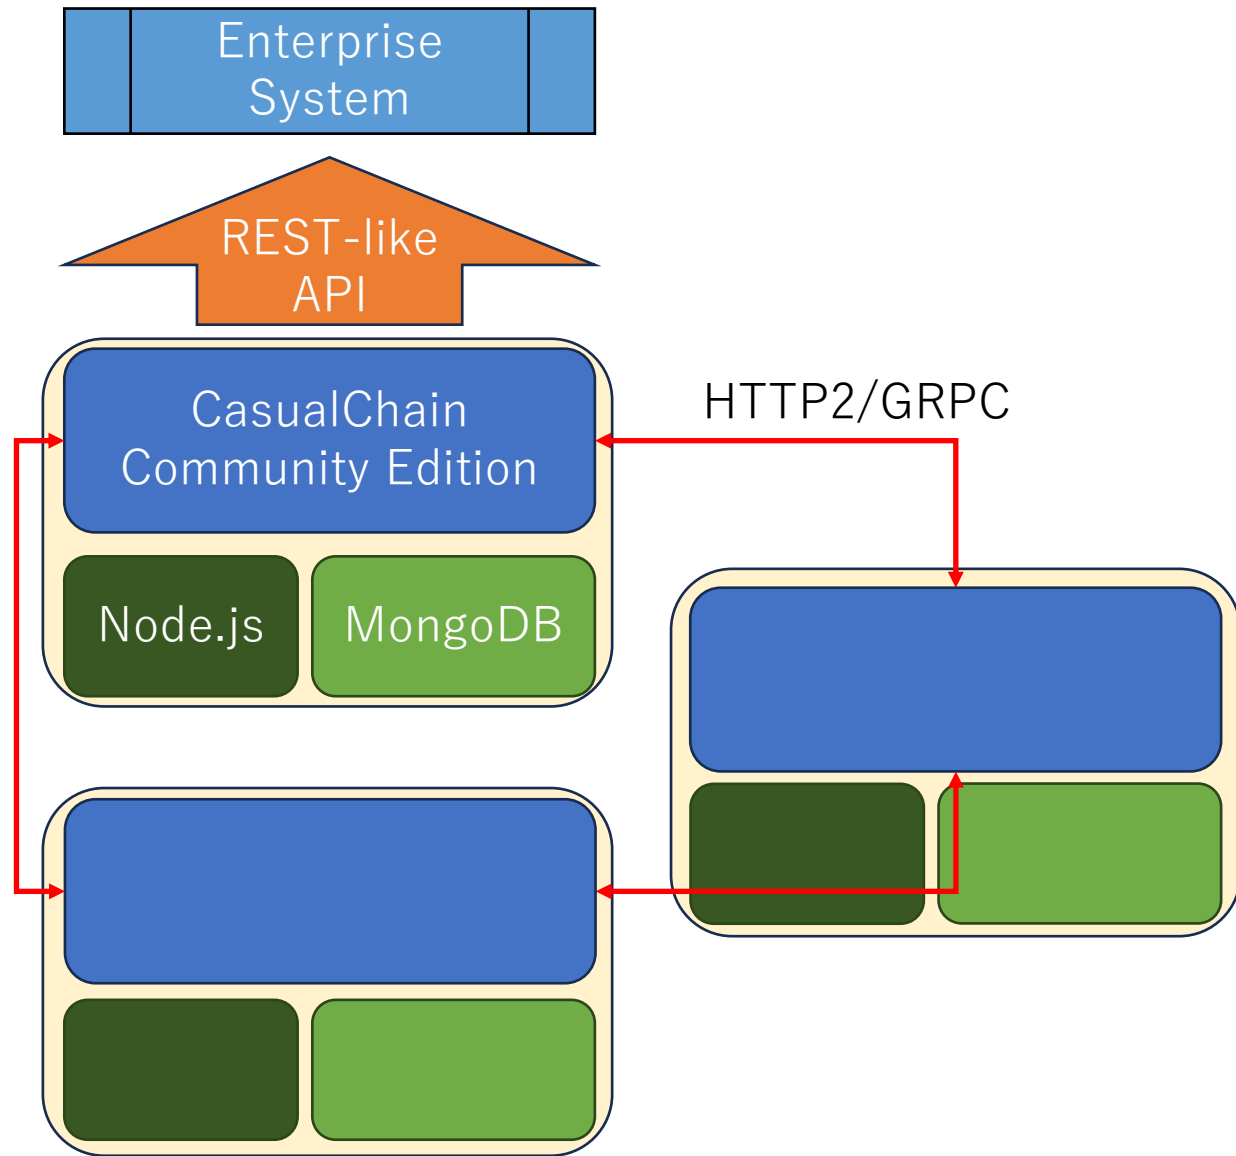 Enterprise
System
REST-like
API
CasualChain
Community Edition
HTTP2/GRPC
Node.js
MongoDB